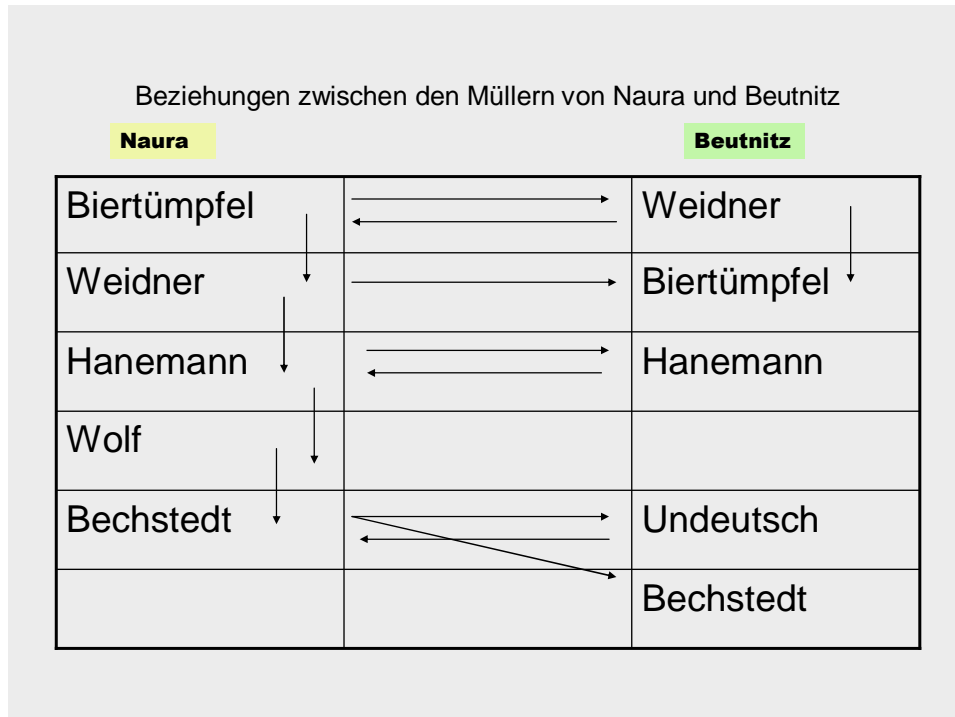 Beziehungen zwischen den Müllern von Naura und Beutnitz
Naura Beutnitz
Biertümpfel Weidner
Weidner Biertümpfel
Hanemann Hanemann
Wolf
Bechstedt Undeutsch
Bechstedt